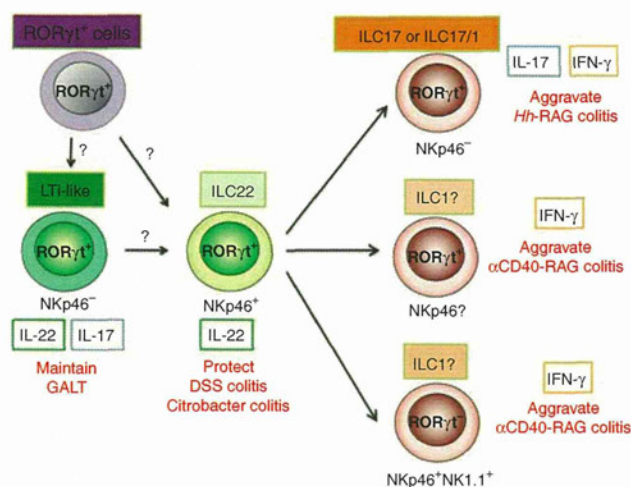 RORγt⁺ cells
RORγt⁺
?
?
LTi-like
RORγt⁺
NKp46⁻
IL-22
IL-17
Maintain
GALT
?
ILC22
RORγt⁺
NKp46⁺
IL-22
Protect
DSS colitis
Citrobacter colitis
ILC17 or ILC17/1
RORγt⁺
NKp46⁻
IL-17
IFN-γ
Aggravate
Hh-RAG colitis
ILC1?
RORγt⁺
NKp46?
IFN-γ
Aggravate
αCD40-RAG colitis
ILC1?
RORγt⁻
NKp46⁺NK1.1⁺
IFN-γ
Aggravate
αCD40-RAG colitis